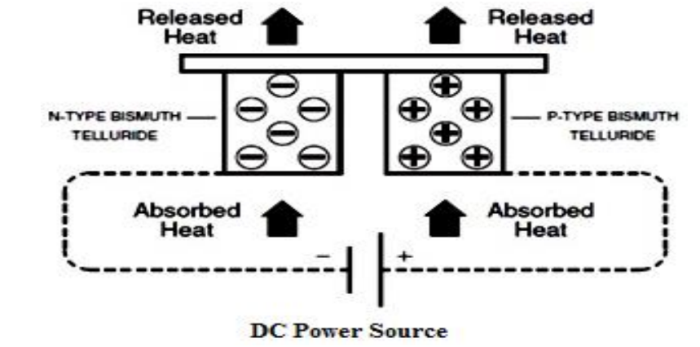 Released Heat
Released Heat
N-TYPE BISMUTH TELLURIDE
P-TYPE BISMUTH TELLURIDE
Absorbed Heat
Absorbed Heat
− +
DC Power Source